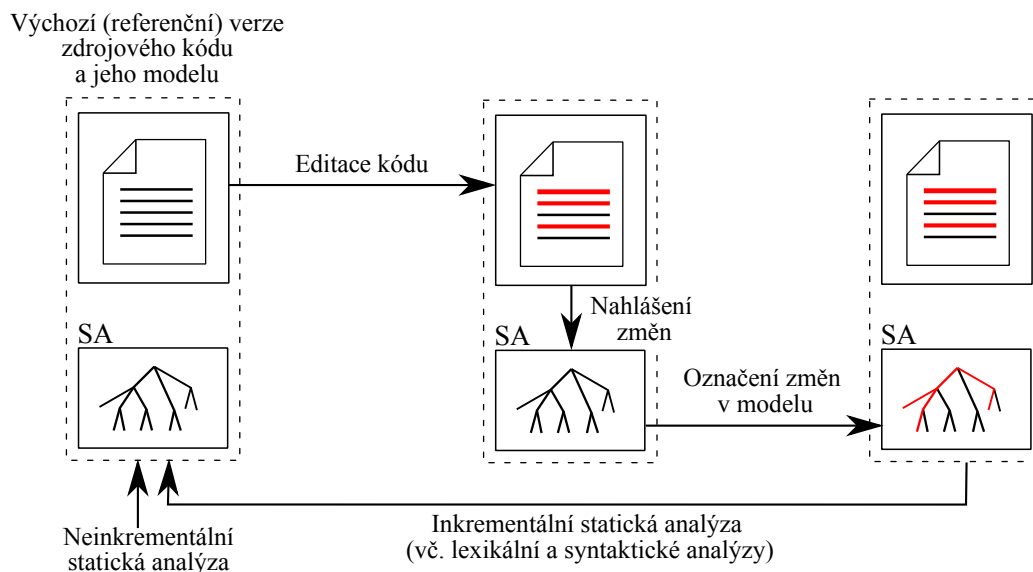 Výchozí (referenční) verze
zdrojového kódu
a jeho modelu
Editace kódu
Nahlášení
změn
SA
SA
SA
Označení změn
v modelu
Neinkrementální
statická analýza
Inkrementální statická analýza
(vč. lexikální a syntaktické analýzy)